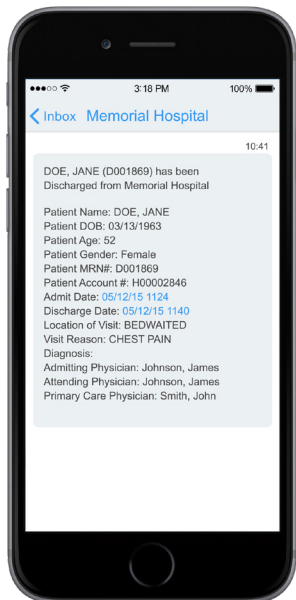 3:18 PM
100%
Inbox Memorial Hospital
10:41
DOE, JANE (D001869) has been
Discharged from Memorial Hospital
Patient Name: DOE, JANE
Patient DOB: 03/13/1963
Patient Age: 52
Patient Gender: Female
Patient MRN#: D001869
Patient Account #: H00002846
Admit Date: 05/12/15 1124
Discharge Date: 05/12/15 1140
Location of Visit: BEDWAITED
Visit Reason: CHEST PAIN
Diagnosis:
Admitting Physician: Johnson, James
Attending Physician: Johnson, James
Primary Care Physician: Smith, John